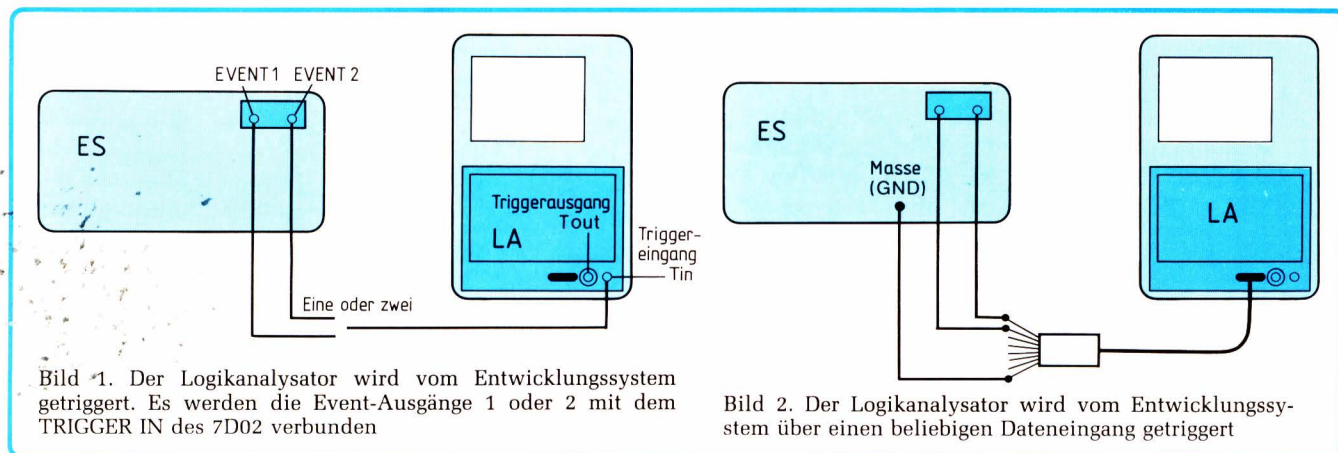 EVENT 1 EVENT 2
ES
Triggerausgang
Tout
LA
Trigger-
eingang
Tin
Eine oder zwei
Bild 1. Der Logikanalysator wird vom Entwicklungssystem
getriggert. Es werden die Event-Ausgänge 1 oder 2 mit dem
TRIGGER IN des 7D02 verbunden
ES
Masse
(GND)
LA
Bild 2. Der Logikanalysator wird vom Entwicklungssy-
stem über einen beliebigen Dateneingang getriggert